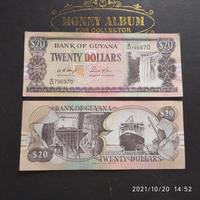 MONEY ALBUM
FOR COLLECTOR
$20
BANK OF GUYANA
TWENTY DOLLARS
796970
BANK OF GUYANA
$20
$20
TWENTY DOLLARS
2021/10/20 14:52